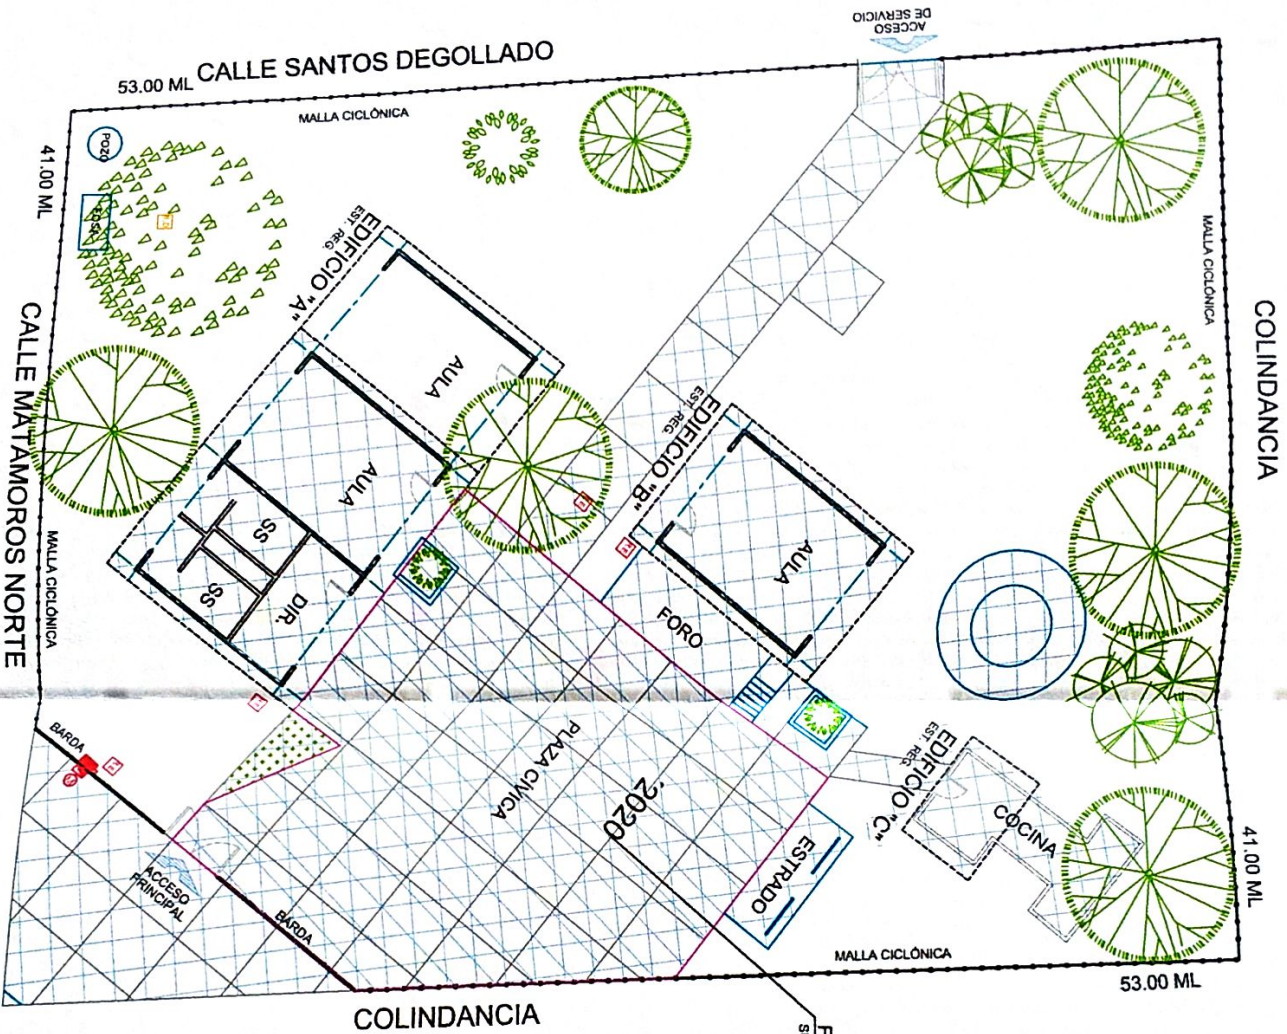 ACCESO
DE SERVICIO
CALLE SANTOS DEGOLLADO
53.00 ML
MALLA CICLÓNICA
POZO
41.00 ML
EDIFICIO "A"
EST. REG.
MALLA CICLÓNICA
COLINDANCIA
CALLE MATAMOROS NORTE
AULA
AULA
EDIFICIO "B"
EST. REG.
AULA
SS
SS
DIR.
FORO
MALLA CICLÓNICA
BARDA
PLAZA CÍVICA
"2020
EDIFICIO "C"
EST. REG.
COCINA
ESTRADO
41.00 ML
ACCESO
PRINCIPAL
BARDA
MALLA CICLÓNICA
53.00 ML
COLINDANCIA